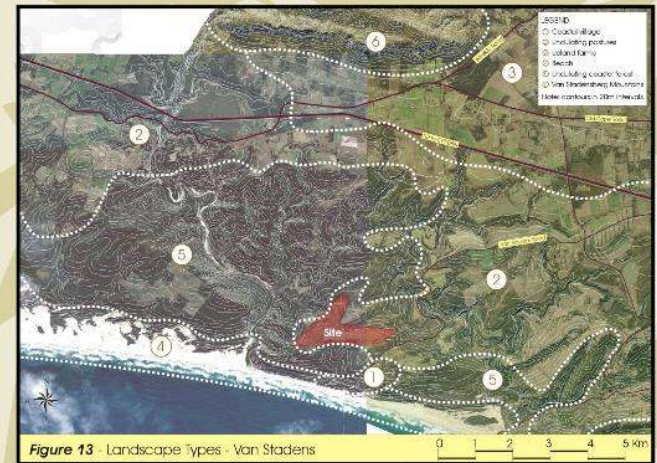 LEGEND
Coastal village
Undulating pastures
Upland farms
Beach
Undulating coastal forest
Van Stadensberg Mountains
Note: contours in 20m intervals
6
3
2
5
2
Site
4
1
5
Figure 13 - Landscape Types - Van Stadens
0 1 2 3 4 5 Km